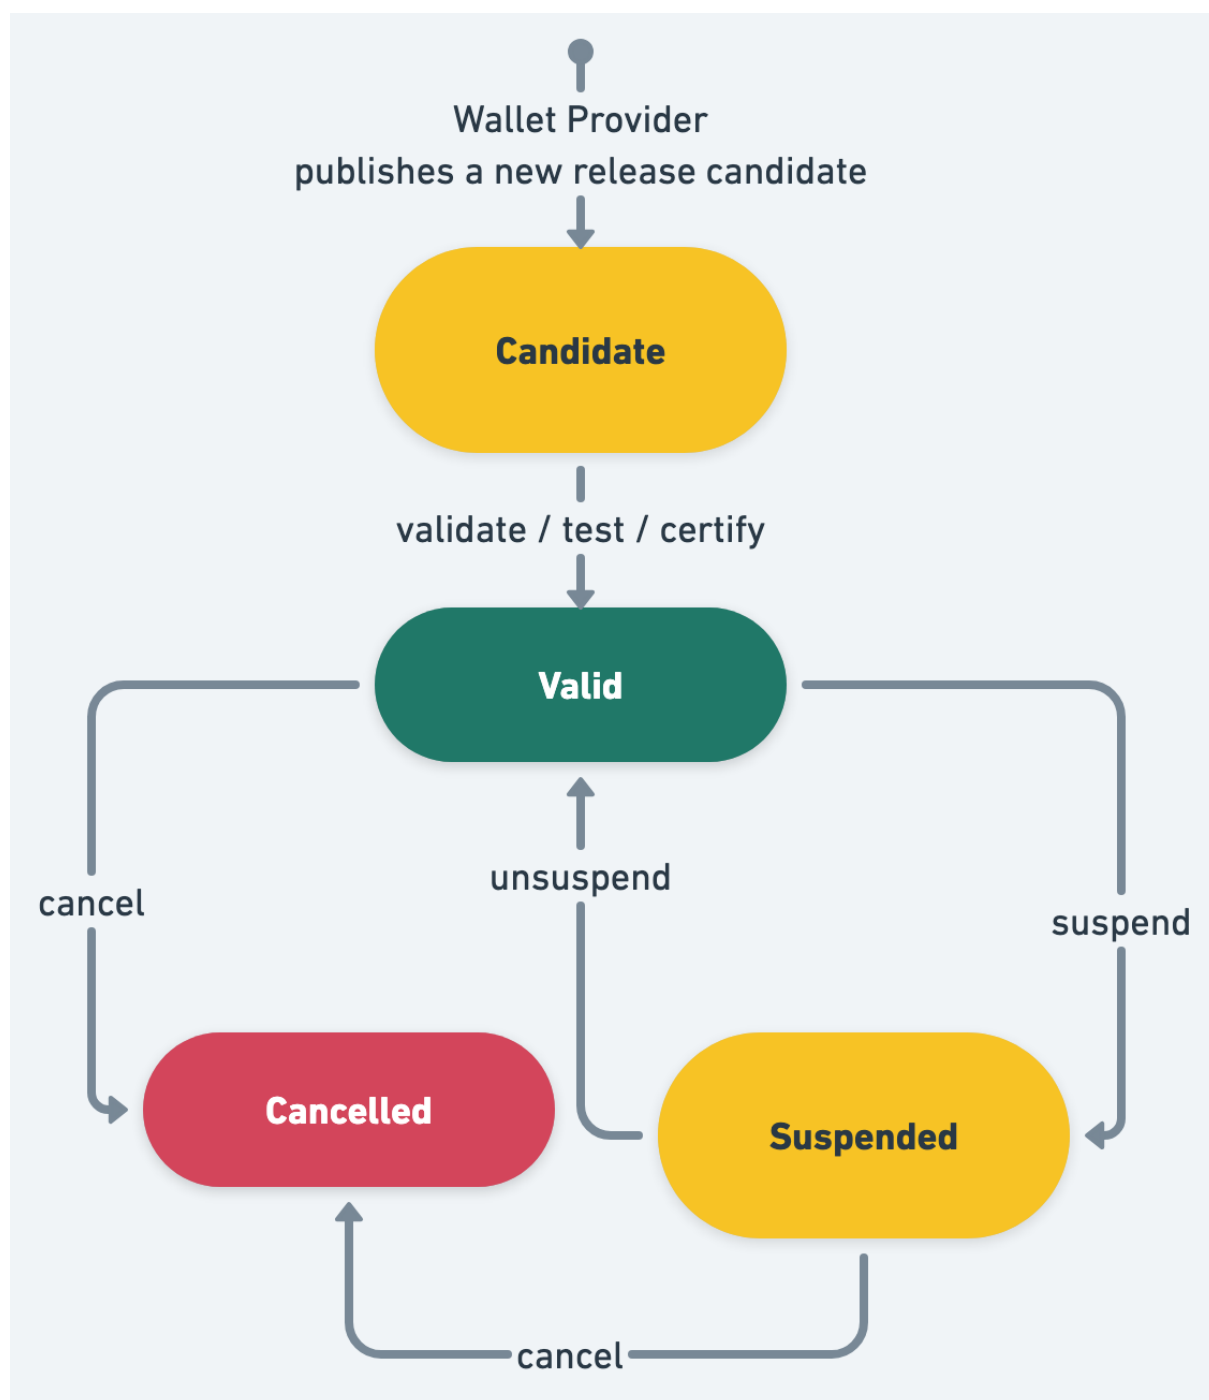 Wallet Provider
publishes a new release candidate
Candidate
validate / test / certify
Valid
cancel
unsuspend
suspend
Cancelled
Suspended
cancel